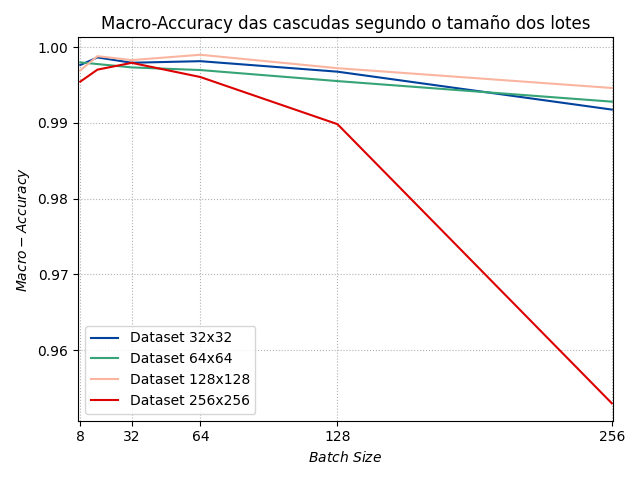 Macro-Accuracy das cascudas segundo o tamaño dos lotes
1.00
0.99
0.98
0.97
0.96
Macro − Accuracy
Dataset 32x32
Dataset 64x64
Dataset 128x128
Dataset 256x256
8 32 64 128 256
Batch Size